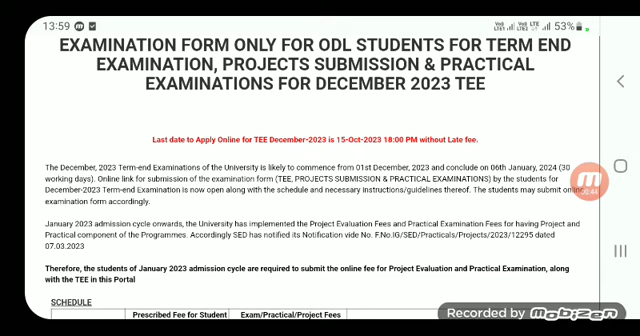 13:59
53%
EXAMINATION FORM ONLY FOR ODL STUDENTS FOR TERM END
EXAMINATION, PROJECTS SUBMISSION & PRACTICAL
EXAMINATIONS FOR DECEMBER 2023 TEE
Last date to Apply Online for TEE December-2023 is 15-Oct-2023 18:00 PM without Late fee.
The December, 2023 Term-end Examinations of the University is likely to commence from 01st December, 2023 and conclude on 06th January, 2024 (30
working days). Online link for submission of the examination form (TEE, PROJECTS SUBMISSION & PRACTICAL EXAMINATIONS) by the students for
December-2023 Term-end Examination is now open along with the schedule and necessary instructions/guidelines thereof. The students may submit online
examination form accordingly.
00:44
January 2023 admission cycle onwards, the University has implemented the Project Evaluation Fees and Practical Examination Fees for having Project and
Practical component of the Programmes. Accordingly SED has notified its Notification vide No. F.No.IG/SED/Practicals/Projects/2023/12295 dated
07.03.2023
Therefore, the students of January 2023 admission cycle are required to submit the online fee for Project Evaluation and Practical Examination, along
with the TEE in this Portal
SCHEDULE
Prescribed Fee for Student Exam/Practical/Project Fees
Recorded by Mobizen